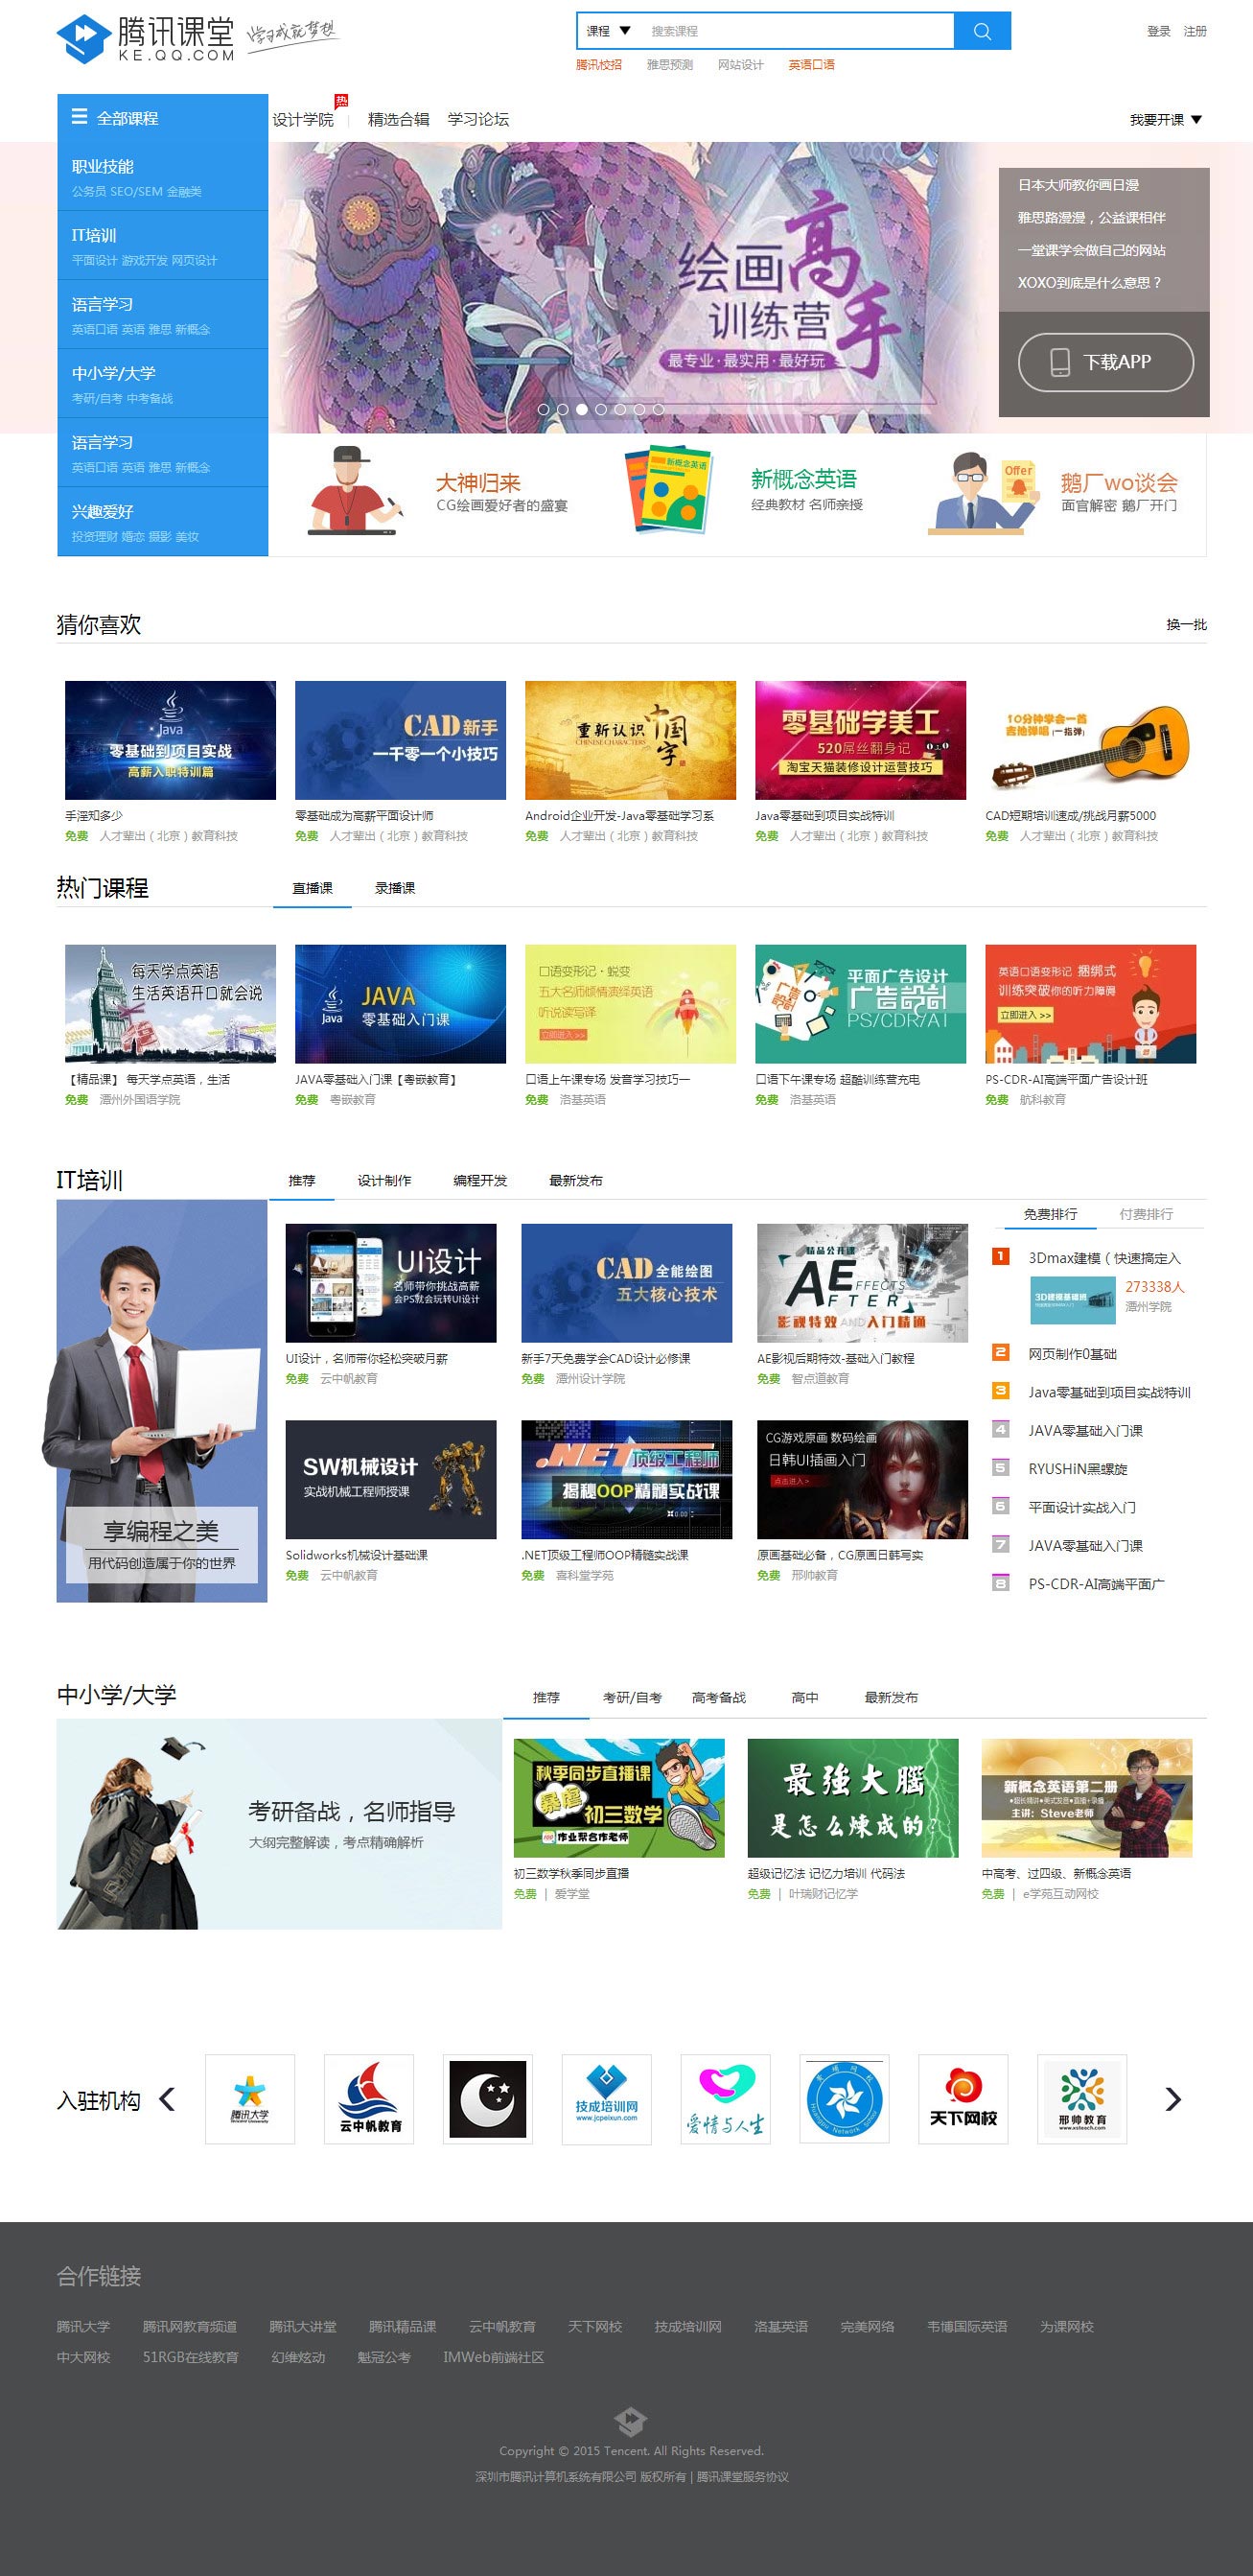 腾讯课堂
KE.QQ.COM
学习成就梦想
课程
搜索课程
登录 注册
腾讯校招 雅思预测 网站设计 英语口语
全部课程
设计学院
热
精选合辑
学习论坛
我要开课
职业技能
公务员 SEO/SEM 金融类
IT培训
平面设计 游戏开发 网页设计
语言学习
英语口语 英语 雅思 新概念
中小学/大学
考研/自考 中考备战
语言学习
英语口语 英语 雅思 新概念
兴趣爱好
投资理财 婚恋 摄影 美妆
绘画高手
训练营
最专业·最实用·最好玩
日本大师教你画日漫
雅思路漫漫，公益课相伴
一堂课学会做自己的网站
XOXO到底是什么意思？
下载APP
大神归来
CG绘画爱好者的盛宴
新概念英语
新概念英语
经典教材 名师亲授
Offer
鹅厂wo谈会
面官解密 鹅厂开门
猜你喜欢
换一批
Java
零基础到项目实战
高薪入职特训篇
CAD新手
一千零一个小技巧
重新认识中国字
CHINESE CHARACTERS
零基础学美工
520屌丝翻身记
淘宝天猫装修设计运营技巧
10分钟学会一首
吉他弹唱（一指弹）
手淫知多少
免费 人才辈出（北京）教育科技
零基础成为高薪平面设计师
免费 人才辈出（北京）教育科技
Android企业开发-Java零基础学习系
免费 人才辈出（北京）教育科技
Java零基础到项目实战特训
免费 人才辈出（北京）教育科技
CAD短期培训速成/挑战月薪5000
免费 人才辈出（北京）教育科技
热门课程
直播课
录播课
每天学点英语
生活英语开口就会说
Java
JAVA
零基础入门课
口语变形记·蜕变
五大名师倾情演绎英语
听说读写译
立即进入 >>
广告設計
平面广告设计
广告設計
PS/CDR/AI
英语口语变形记 捆绑式
训练突破你的听力障碍
立即进入 >>
【精品课】 每天学点英语，生活
免费 潭州外国语学院
JAVA零基础入门课【粤嵌教育】
免费 粤嵌教育
口语上午课专场 发音学习技巧一
免费 洛基英语
口语下午课专场 超酷训练营充电
免费 洛基英语
PS-CDR-AI高端平面广告设计班
免费 航科教育
IT培训
推荐
设计制作
编程开发
最新发布
享编程之美
用代码创造属于你的世界
UI设计
名师带你挑战高薪
会PS就会玩转UI设计
CAD全能绘图
五大核心技术
精品公开课
AFTER EFFECTS
影视特效AND入门精通
UI设计，名师带你轻松突破月薪
免费 云中帆教育
新手7天免费学会CAD设计必修课
免费 潭州设计学院
AE影视后期特效-基础入门教程
免费 智点道教育
SW机械设计
实战机械工程师授课
.NET顶级工程师
揭秘OOP精髓实战课
CG游戏原画 数码绘画
日韩UI插画入门
点击进入>
Solidworks机械设计基础课
免费 云中帆教育
.NET顶级工程师OOP精髓实战课
免费 喜科堂学苑
原画基础必备，CG原画日韩写实
免费 邢帅教育
免费排行
付费排行
1 3Dmax建模（快速搞定入
3D建模基础班
273338人
潭州学院
2 网页制作0基础
3 Java零基础到项目实战特训
4 JAVA零基础入门课
5 RYUSHiN黑螺旋
6 平面设计实战入门
7 JAVA零基础入门课
8 PS-CDR-AI高端平面广
中小学/大学
推荐
考研/自考
高考备战
高中
最新发布
考研备战，名师指导
大纲完整解读，考点精确解析
秋季同步直播课
暴虐
初三数学
作业帮合作老师
最強大腦
是怎么煉成的？
新概念英语第二册
主讲：Steve老师
初三数学秋季同步直播
免费 | 爱学堂
超级记忆法 记忆力培训 代码法
免费 | 叶瑞财记忆学
中高考、过四级、新概念英语
免费 | e学苑互动网校
入驻机构
腾讯大学
云中帆教育
技成培训网
www.jcpeixun.com
爱情与人生
Huangpu Network School
天下网校
邢帅教育
www.xsteach.com
合作链接
腾讯大学 腾讯网教育频道 腾讯大讲堂 腾讯精品课 云中帆教育 天下网校 技成培训网 洛基英语 完美网络 韦博国际英语 为课网校
中大网校 51RGB在线教育 幻维炫动 魁冠公考 IMWeb前端社区
Copyright © 2015 Tencent. All Rights Reserved.
深圳市腾讯计算机系统有限公司 版权所有 | 腾讯课堂服务协议